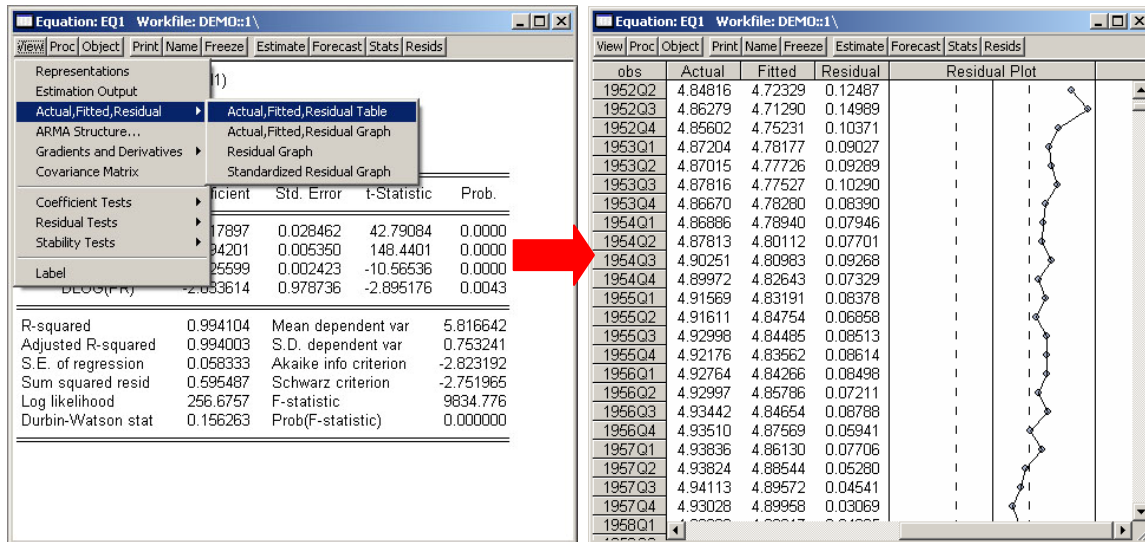 Equation: EQ1 Workfile: DEMO::1\
View Proc Object Print Name Freeze Estimate Forecast Stats Resids
Representations
Estimation Output
Actual,Fitted,Residual
ARMA Structure...
Gradients and Derivatives
Covariance Matrix
Coefficient Tests
Residual Tests
Stability Tests
Label
Actual,Fitted,Residual Table
Actual,Fitted,Residual Graph
Residual Graph
Standardized Residual Graph
Std. Error t-Statistic Prob.
0.028462 42.79084 0.0000
0.005350 148.4401 0.0000
0.002423 -10.56536 0.0000
0.978736 -2.895176 0.0043
R-squared 0.994104 Mean dependent var 5.816642
Adjusted R-squared 0.994003 S.D. dependent var 0.753241
S.E. of regression 0.058333 Akaike info criterion -2.823192
Sum squared resid 0.595487 Schwarz criterion -2.751965
Log likelihood 256.6757 F-statistic 9834.776
Durbin-Watson stat 0.156263 Prob(F-statistic) 0.000000
Equation: EQ1 Workfile: DEMO::1\
View Proc Object Print Name Freeze Estimate Forecast Stats Resids
obs Actual Fitted Residual Residual Plot
1952Q2 4.84816 4.72329 0.12487
1952Q3 4.86279 4.71290 0.14989
1952Q4 4.85602 4.75231 0.10371
1953Q1 4.87204 4.78177 0.09027
1953Q2 4.87015 4.77726 0.09289
1953Q3 4.87816 4.77527 0.10290
1953Q4 4.86670 4.78280 0.08390
1954Q1 4.86886 4.78940 0.07946
1954Q2 4.87813 4.80112 0.07701
1954Q3 4.90251 4.80983 0.09268
1954Q4 4.89972 4.82643 0.07329
1955Q1 4.91569 4.83191 0.08378
1955Q2 4.91611 4.84754 0.06858
1955Q3 4.92998 4.84485 0.08513
1955Q4 4.92176 4.83562 0.08614
1956Q1 4.92764 4.84266 0.08498
1956Q2 4.92997 4.85786 0.07211
1956Q3 4.93442 4.84654 0.08788
1956Q4 4.93510 4.87569 0.05941
1957Q1 4.93836 4.86130 0.07706
1957Q2 4.93824 4.88544 0.05280
1957Q3 4.94113 4.89572 0.04541
1957Q4 4.93028 4.89958 0.03069
1958Q1